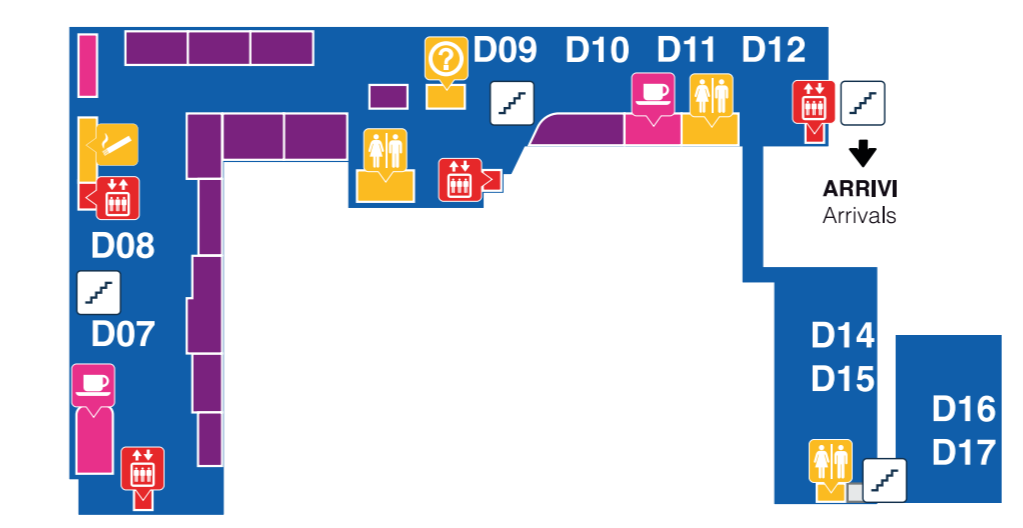 D09 D10 D11 D12
?
ARRIVI
Arrivals
D08
D07
D14
D15
D16
D17